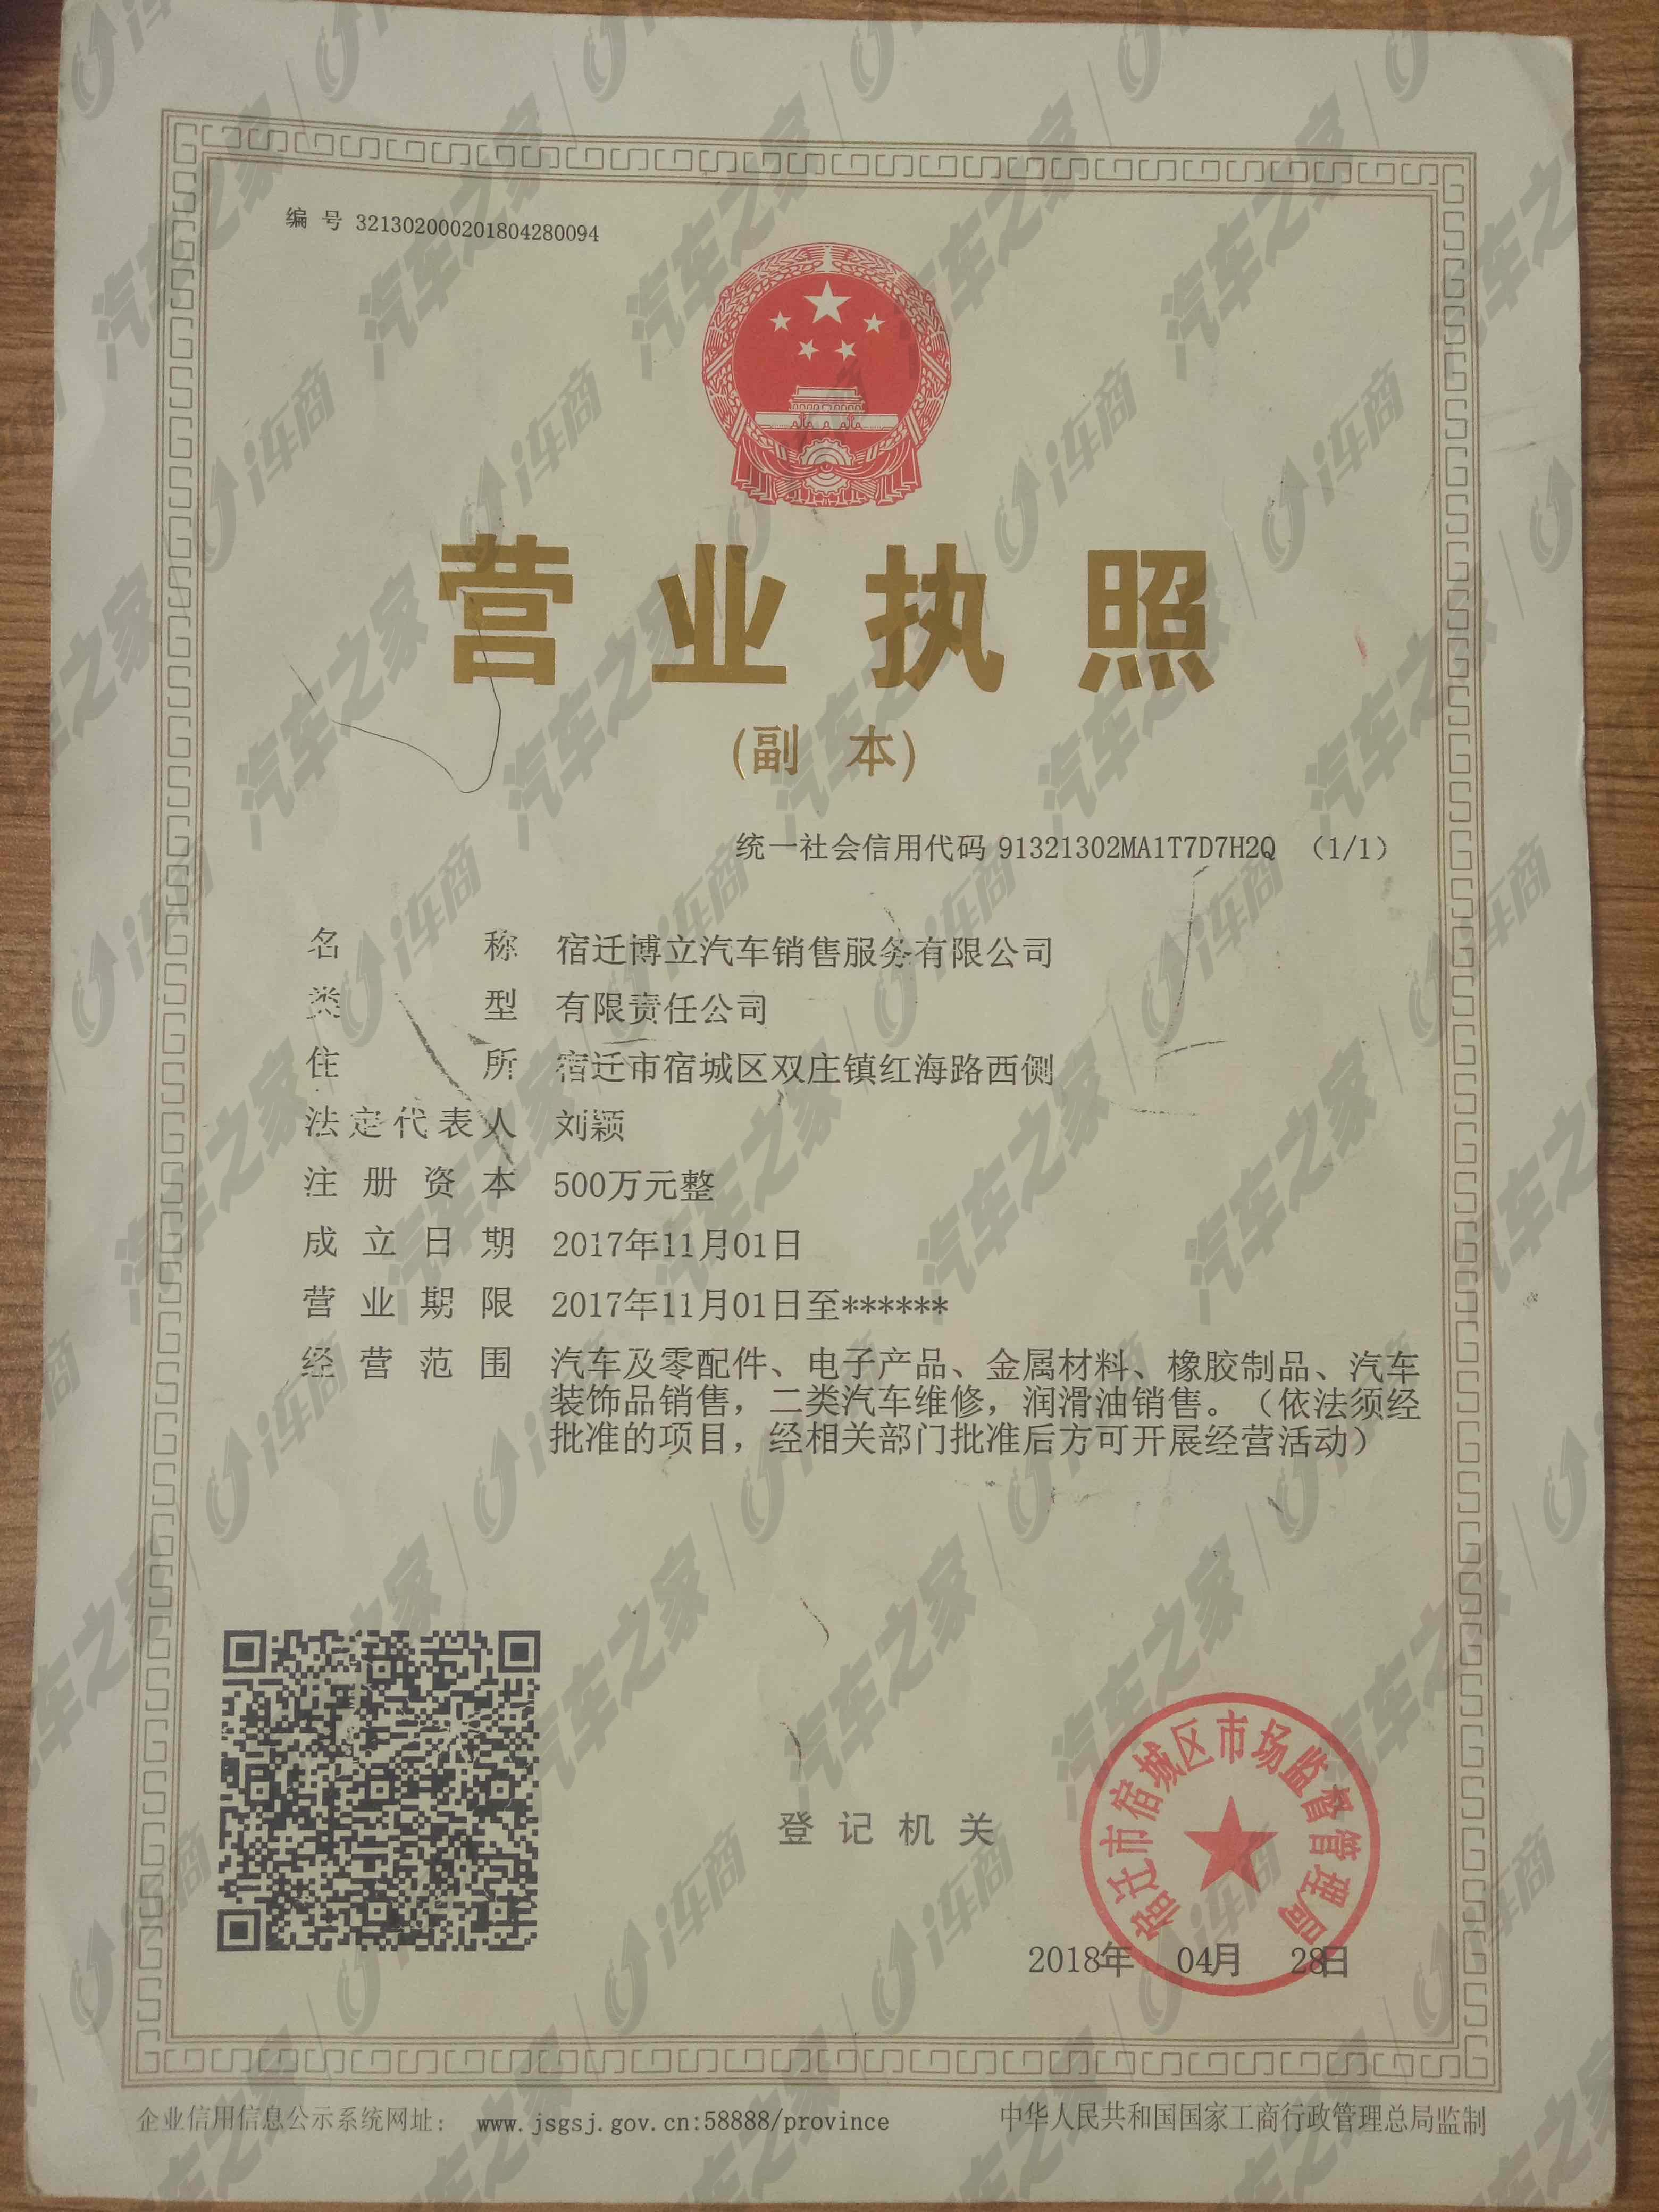 编 号 321302000201804280094
营业执照
(副 本)
统一社会信用代码 91321302MA1T7D7H2Q （1/1）
名 称 宿迁博立汽车销售服务有限公司
类 型 有限责任公司
住 所 宿迁市宿城区双庄镇红海路西侧
法定代表人 刘颖
注 册 资 本 500万元整
成 立 日 期 2017年11月01日
营 业 期 限 2017年11月01日至******
经 营 范 围 汽车及零配件、电子产品、金属材料、橡胶制品、汽车
装饰品销售，二类汽车维修，润滑油销售。（依法须经
批准的项目，经相关部门批准后方可开展经营活动）
登 记 机 关
宿迁市宿城区市场监督管理局
2018年 04月 28日
企业信用信息公示系统网址： www.jsgsj.gov.cn:58888/province
中华人民共和国国家工商行政管理总局监制
汽车之家
i车商